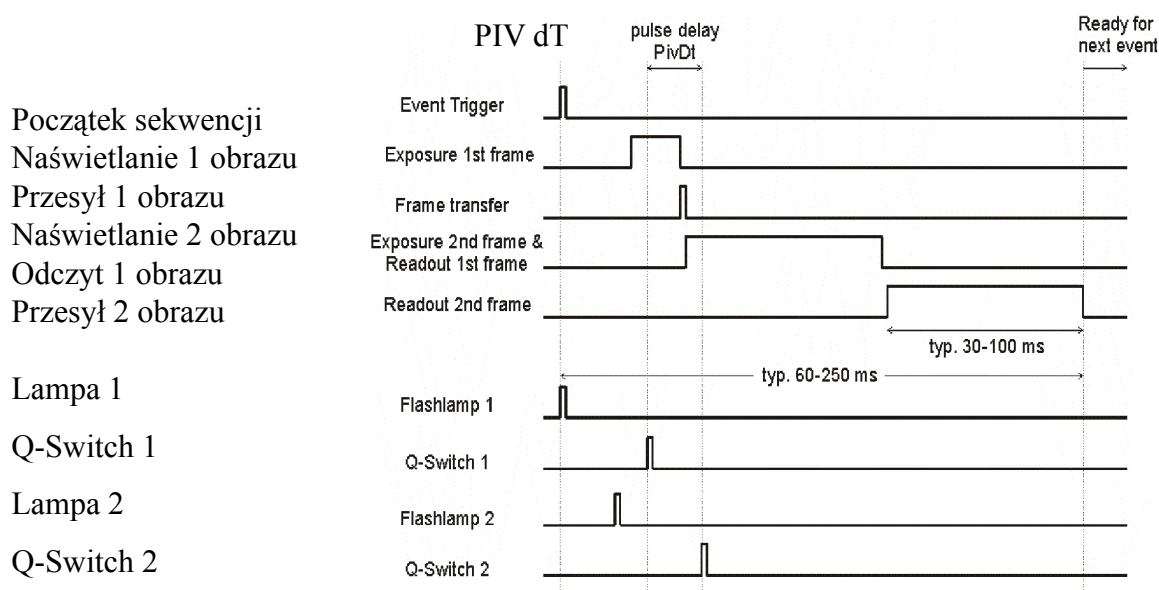 PIV dT
pulse delay
PivDt
Ready for
next event
Początek sekwencji
Naświetlanie 1 obrazu
Przesył 1 obrazu
Naświetlanie 2 obrazu
Odczyt 1 obrazu
Przesył 2 obrazu
Lampa 1
Q-Switch 1
Lampa 2
Q-Switch 2
Event Trigger
Exposure 1st frame
Frame transfer
Exposure 2nd frame &
Readout 1st frame
Readout 2nd frame
typ. 30-100 ms
typ. 60-250 ms
Flashlamp 1
Q-Switch 1
Flashlamp 2
Q-Switch 2